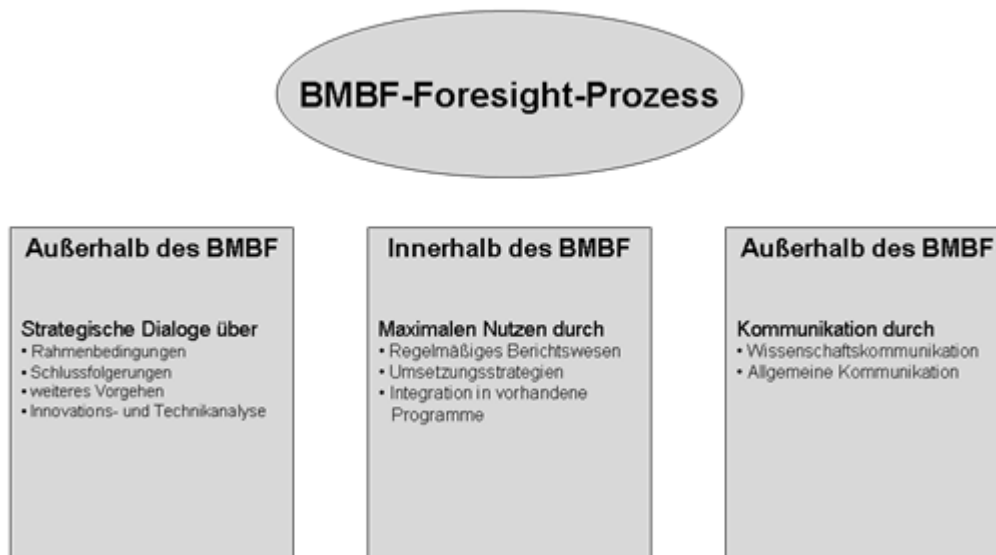 BMBF-Foresight-Prozess
Außerhalb des BMBF
Strategische Dialoge über
• Rahmenbedingungen
• Schlussfolgerungen
• weiteres Vorgehen
• Innovations- und Technikanalyse
Innerhalb des BMBF
Maximalen Nutzen durch
• Regelmäßiges Berichtswesen
• Umsetzungsstrategien
• Integration in vorhandene
Programme
Außerhalb des BMBF
Kommunikation durch
• Wissenschaftskommunikation
• Allgemeine Kommunikation